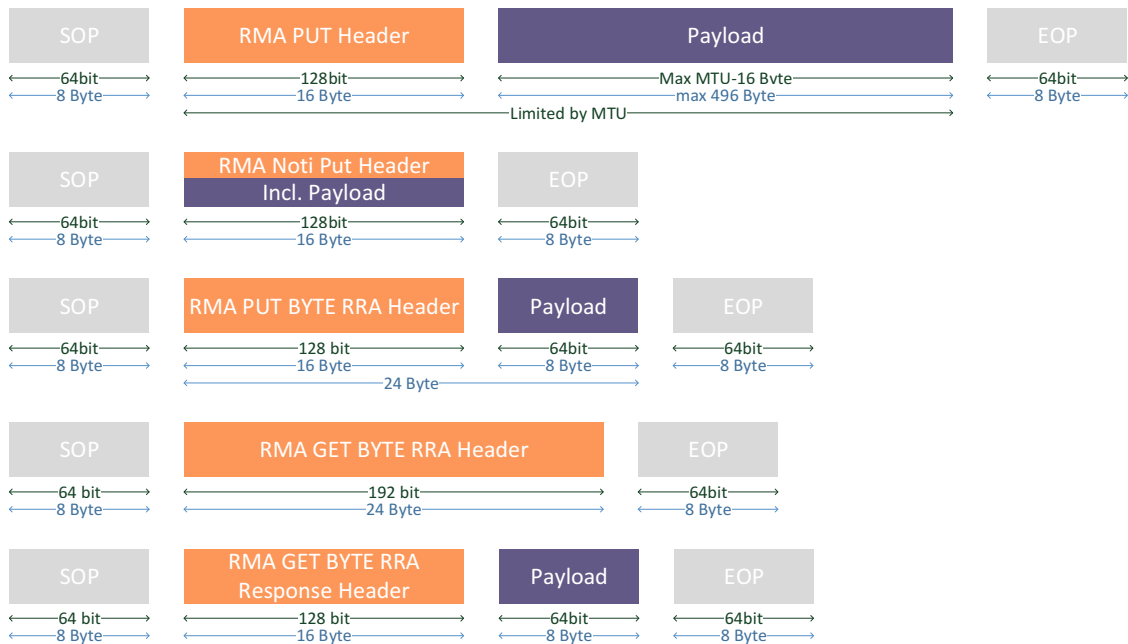 SOP
RMA PUT Header
Payload
EOP
64bit
128bit
Max MTU-16 Byte
64bit
8 Byte
16 Byte
max 496 Byte
8 Byte
Limited by MTU
SOP
RMA Noti Put Header
Incl. Payload
EOP
64bit
128bit
64bit
8 Byte
16 Byte
8 Byte
SOP
RMA PUT BYTE RRA Header
Payload
EOP
64bit
128 bit
64bit
64bit
8 Byte
16 Byte
8 Byte
8 Byte
24 Byte
SOP
RMA GET BYTE RRA Header
EOP
64 bit
192 bit
64bit
8 Byte
24 Byte
8 Byte
SOP
RMA GET BYTE RRA
Response Header
Payload
EOP
64 bit
128 bit
64bit
64bit
8 Byte
16 Byte
8 Byte
8 Byte